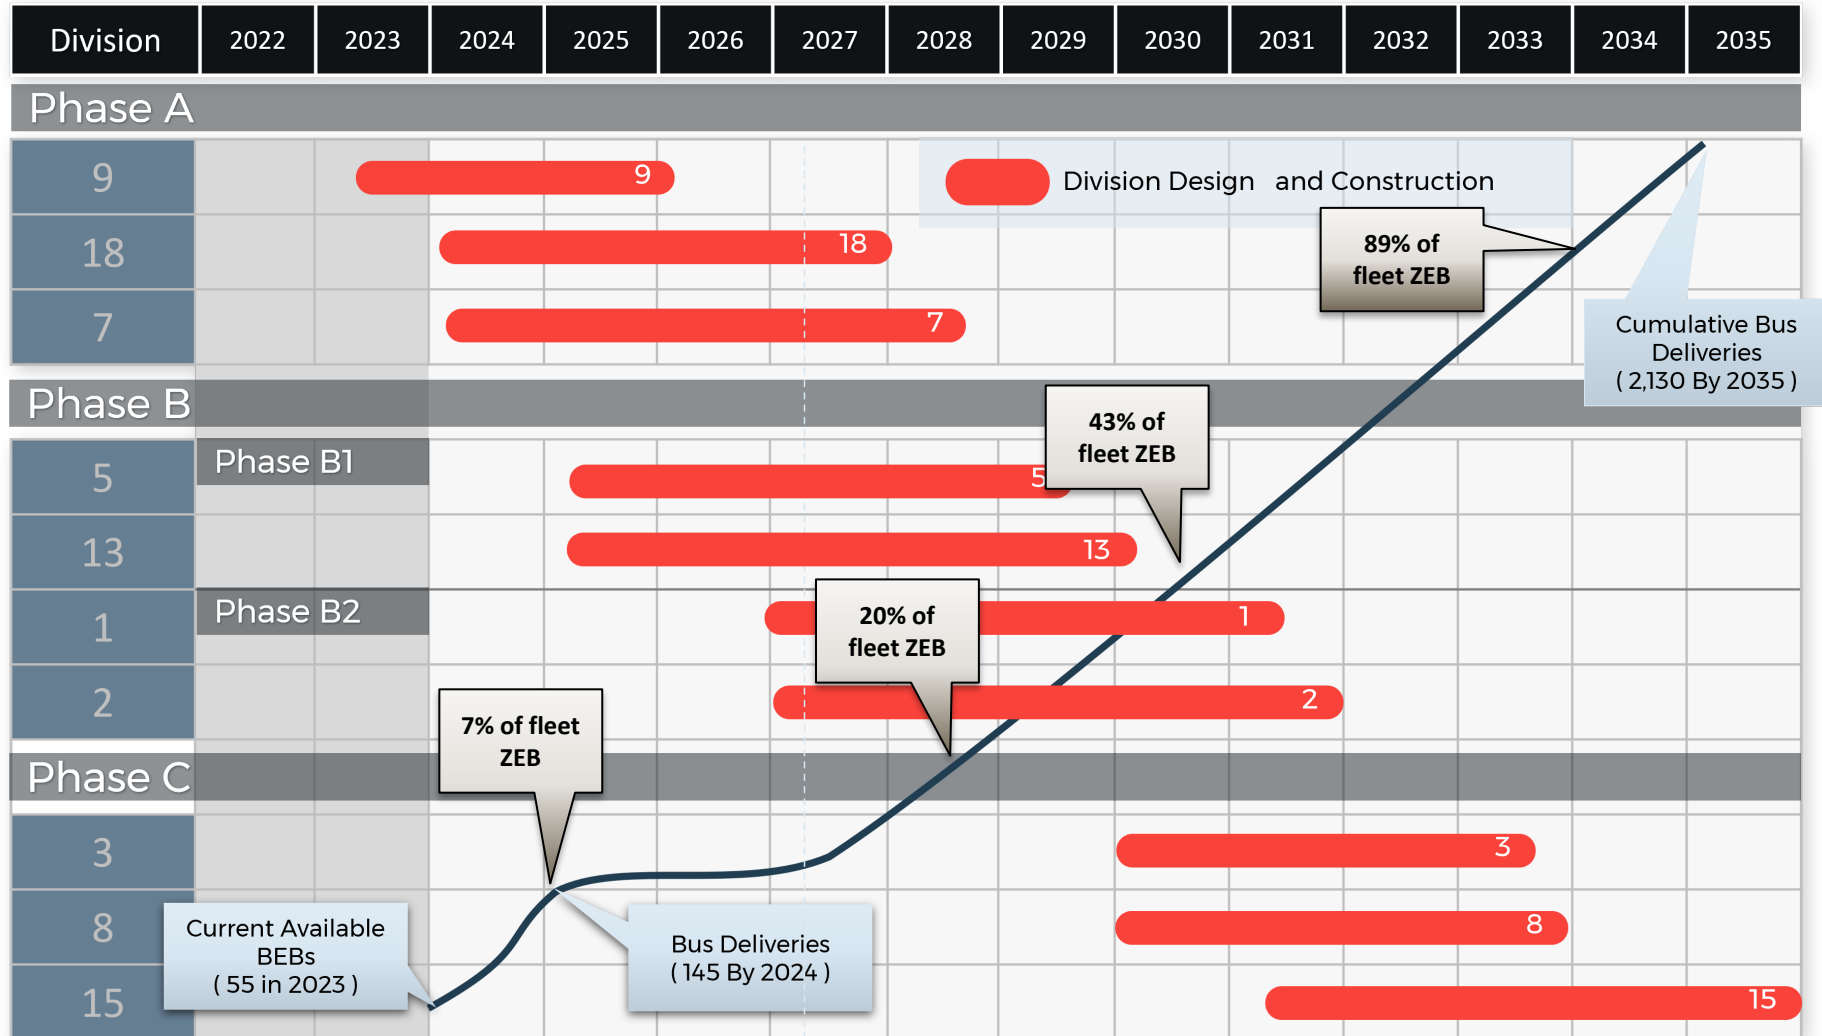 Division 2022 2023 2024 2025 2026 2027 2028 2029 2030 2031 2032 2033 2034 2035
Phase A
9 9
Division Design and Construction
18 18
89% of
fleet ZEB
7 7
Cumulative Bus
Deliveries
( 2,130 By 2035 )
Phase B
43% of
fleet ZEB
5 Phase B1 5
13 13
1 Phase B2 1
20% of
fleet ZEB
2 2
7% of fleet
ZEB
Phase C
3 3
8 8
Current Available
BEBs
( 55 in 2023 )
Bus Deliveries
( 145 By 2024 )
15 15